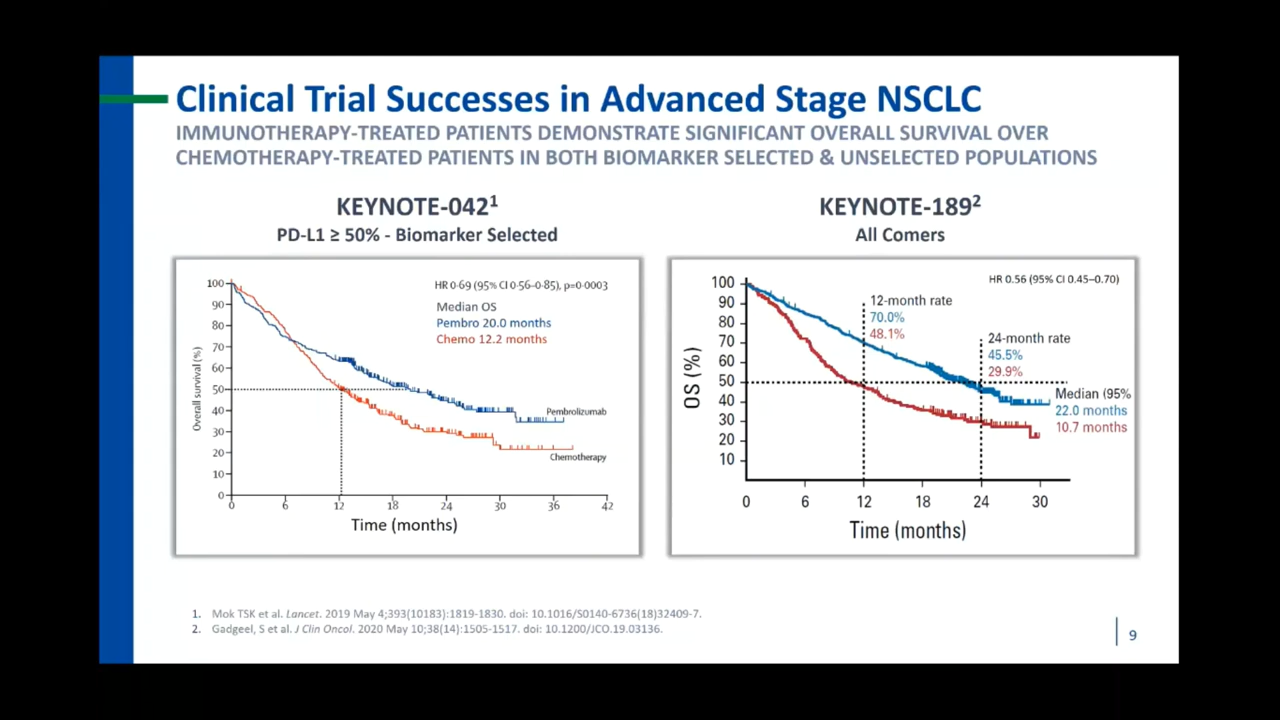 Clinical Trial Successes in Advanced Stage NSCLC
IMMUNOTHERAPY-TREATED PATIENTS DEMONSTRATE SIGNIFICANT OVERALL SURVIVAL OVER
CHEMOTHERAPY-TREATED PATIENTS IN BOTH BIOMARKER SELECTED & UNSELECTED POPULATIONS
KEYNOTE-042¹
PD-L1 ≥ 50% - Biomarker Selected
HR 0·69 (95% CI 0·56–0·85), p=0·0003
Median OS
Pembro 20.0 months
Chemo 12.2 months
Overall survival (%)
100
90
80
70
60
50
40
30
20
10
0
Pembrolizumab
Chemotherapy
0 6 12 18 24 30 36 42
Time (months)
KEYNOTE-189²
All Comers
HR 0.56 (95% CI 0.45–0.70)
12-month rate
70.0%
48.1%
24-month rate
45.5%
29.9%
Median (95%
22.0 months
10.7 months
OS (%)
100
90
80
70
60
50
40
30
20
10
0 6 12 18 24 30
Time (months)
1. Mok TSK et al. Lancet. 2019 May 4;393(10183):1819-1830. doi: 10.1016/S0140-6736(18)32409-7.
2. Gadgeel, S et al. J Clin Oncol. 2020 May 10;38(14):1505-1517. doi: 10.1200/JCO.19.03136.
9